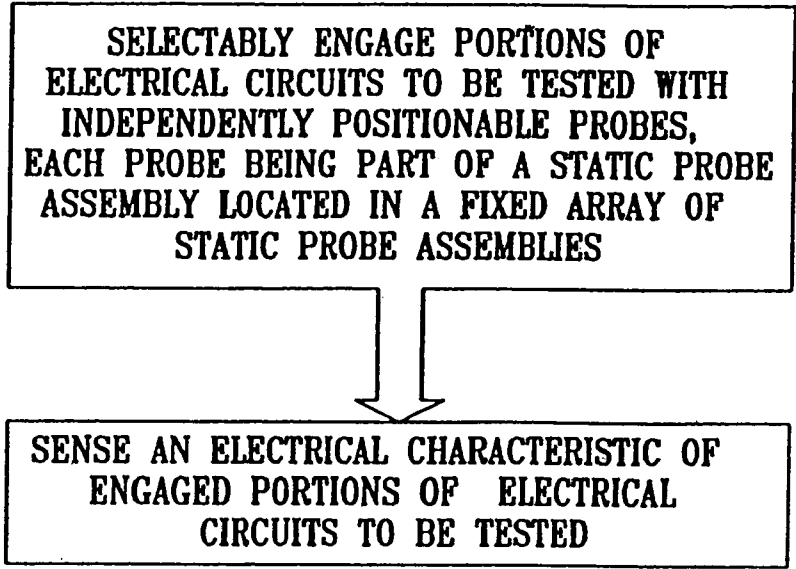 SELECTABLY ENGAGE PORTIONS OF
ELECTRICAL CIRCUITS TO BE TESTED WITH
INDEPENDENTLY POSITIONABLE PROBES,
EACH PROBE BEING PART OF A STATIC PROBE
ASSEMBLY LOCATED IN A FIXED ARRAY OF
STATIC PROBE ASSEMBLIES
SENSE AN ELECTRICAL CHARACTERISTIC OF
ENGAGED PORTIONS OF ELECTRICAL
CIRCUITS TO BE TESTED